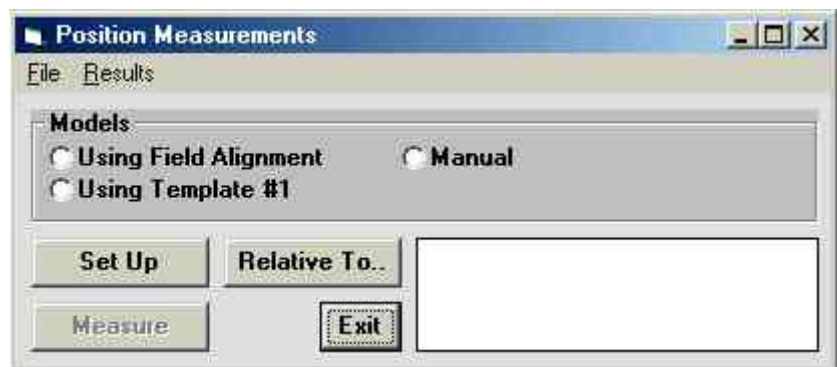 Position Measurements
File Results
Models
Using Field Alignment Manual
Using Template #1
Set Up Relative To..
Measure Exit